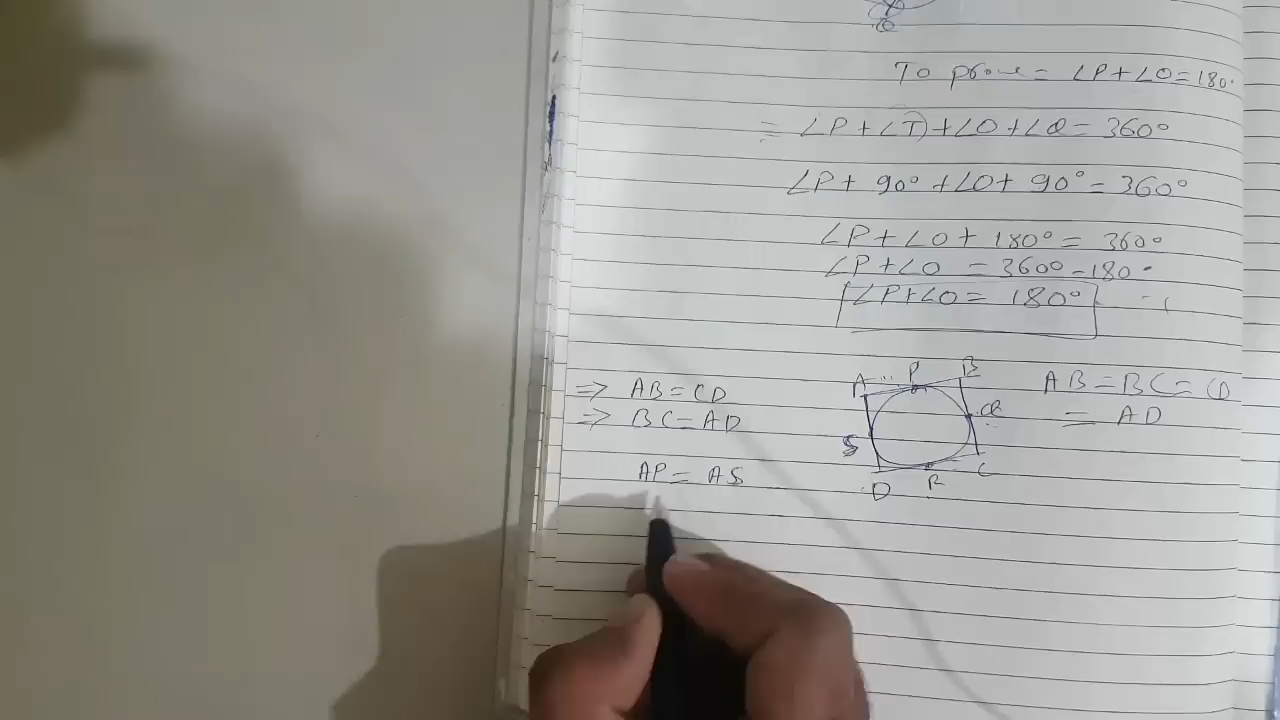 Q
To prove = ∠P+∠O=180°
= ∠P+∠T+∠O+∠Q=360°
∠P+ 90°+∠O+ 90°=360°
∠P+∠O+ 180°= 360°
∠P+∠O = 360°-180°
∠P+∠O= 180°
A P B
=> AB=CD
AB=BC=CD
=> BC=AD
Q
= AD
S
AP= AS
C
D R